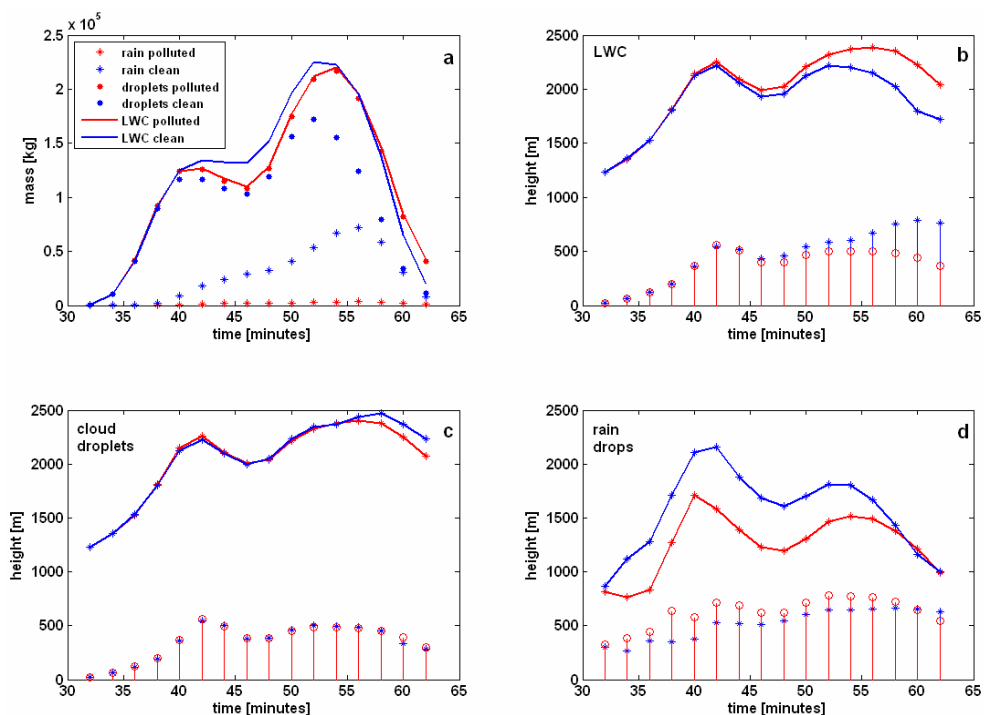 x 10⁵
a
rain polluted
rain clean
droplets polluted
droplets clean
LWC polluted
LWC clean
mass [kg]
2.5
2
1.5
1
0.5
0
30 35 40 45 50 55 60 65
time [minutes]
LWC
b
height [m]
2500
2000
1500
1000
500
0
30 35 40 45 50 55 60 65
time [minutes]
cloud
droplets
c
height [m]
2500
2000
1500
1000
500
0
30 35 40 45 50 55 60 65
time [minutes]
rain
drops
d
height [m]
2500
2000
1500
1000
500
0
30 35 40 45 50 55 60 65
time [minutes]